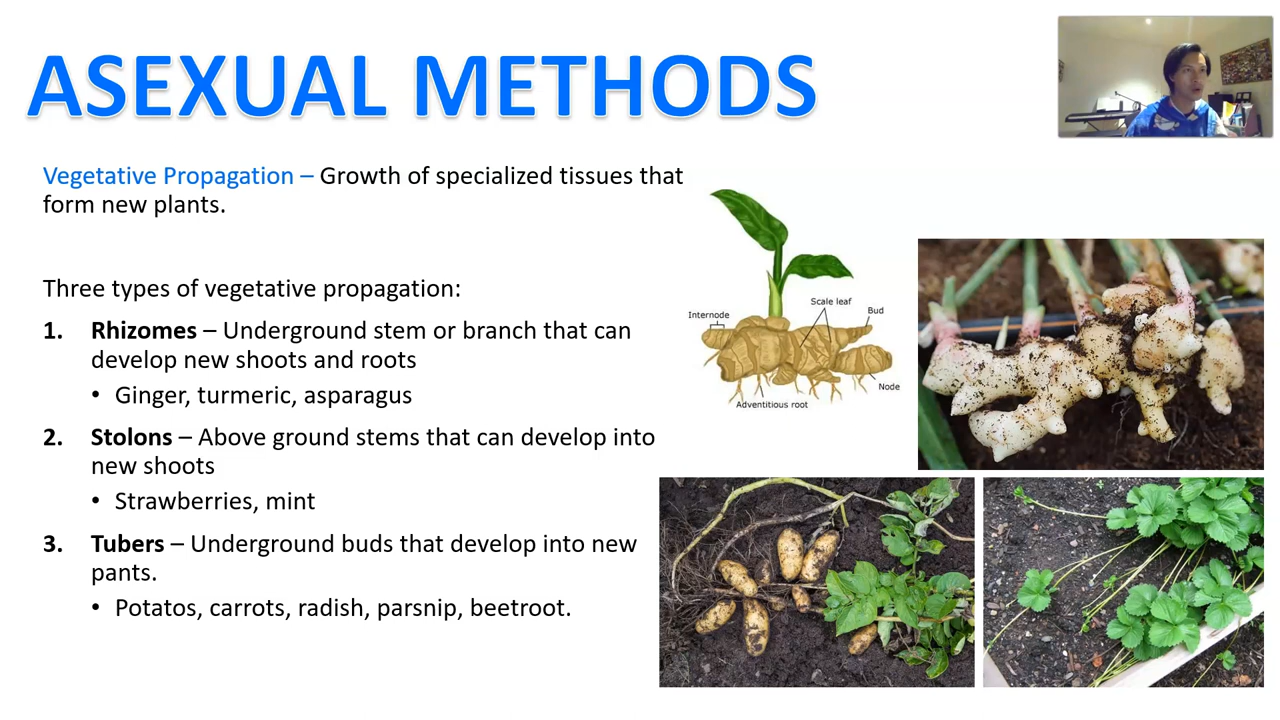 ASEXUAL METHODS
Vegetative Propagation – Growth of specialized tissues that
form new plants.
Three types of vegetative propagation:
1. Rhizomes – Underground stem or branch that can
develop new shoots and roots
• Ginger, turmeric, asparagus
2. Stolons – Above ground stems that can develop into
new shoots
• Strawberries, mint
3. Tubers – Underground buds that develop into new
pants.
• Potatos, carrots, radish, parsnip, beetroot.
Internode
Scale leaf
Bud
Node
Adventitious root